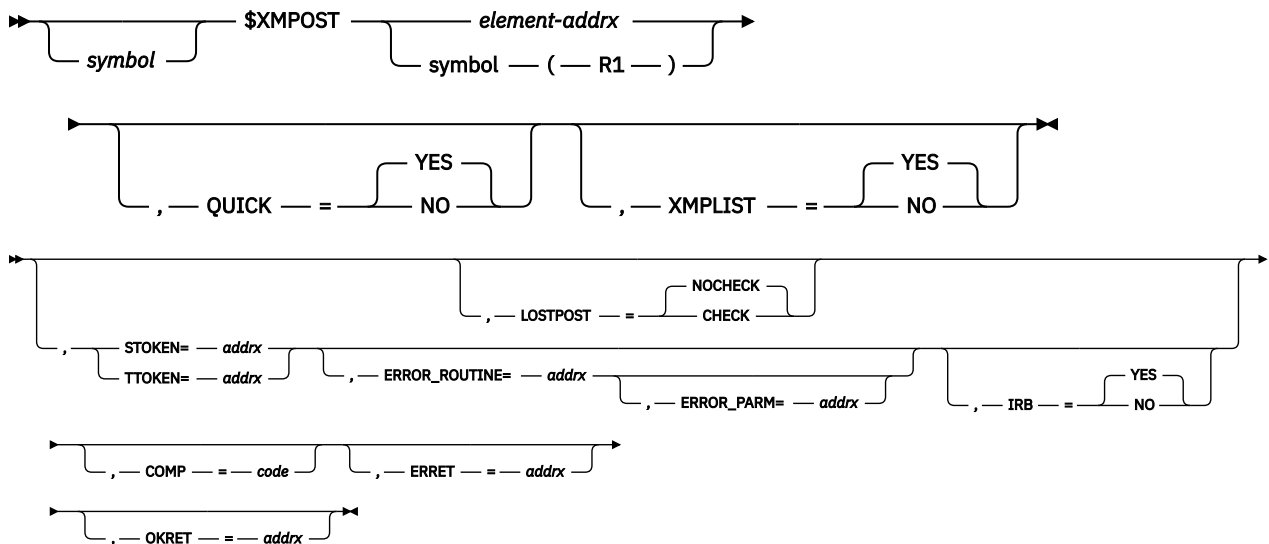 $XMPOST element-addrx
symbol symbol ( R1 )
YES YES
, QUICK = NO , XMPLIST = NO
NOCHECK
, LOSTPOST = CHECK
, STOKEN= addrx
TTOKEN= addrx , ERROR_ROUTINE= addrx YES
, ERROR_PARM= addrx , IRB = NO
, COMP = code , ERRET = addrx
, OKRET = addrx